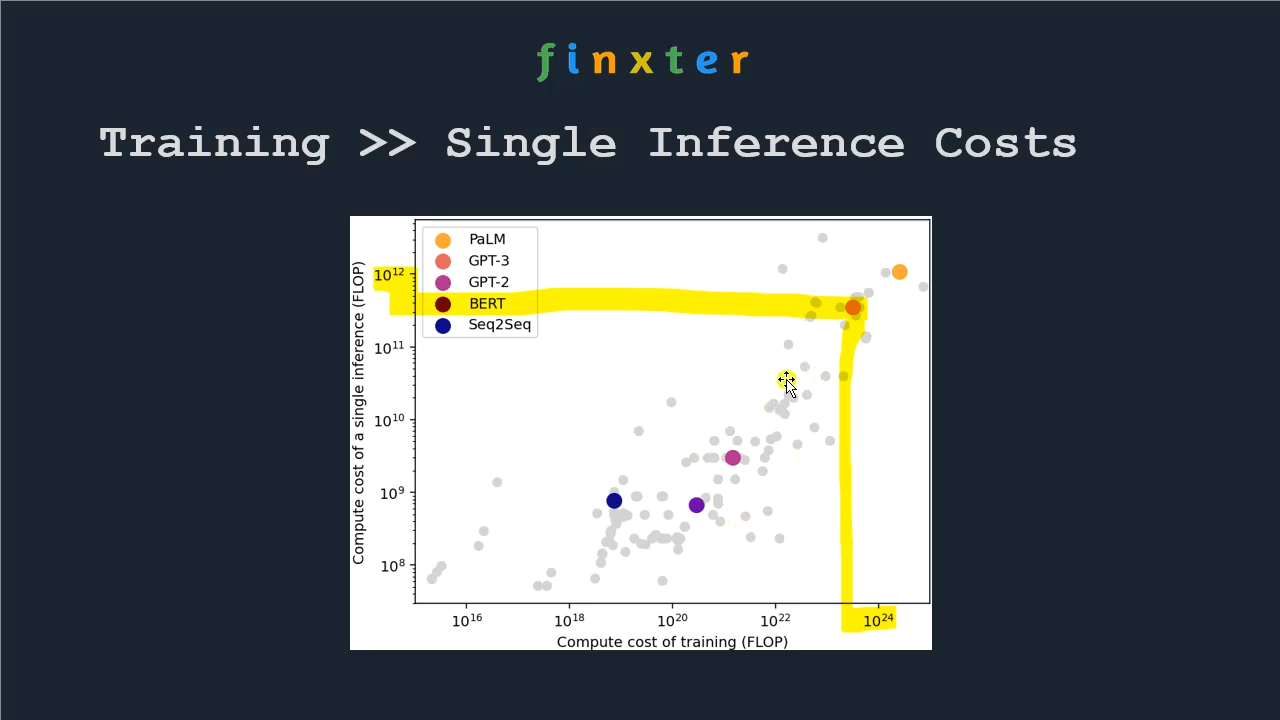 finxter
Training >> Single Inference Costs
PaLM
GPT-3
GPT-2
BERT
Seq2Seq
Compute cost of a single inference (FLOP)
10¹²
10¹¹
10¹⁰
10⁹
10⁸
10¹⁶ 10¹⁸ 10²⁰ 10²² 10²⁴
Compute cost of training (FLOP)